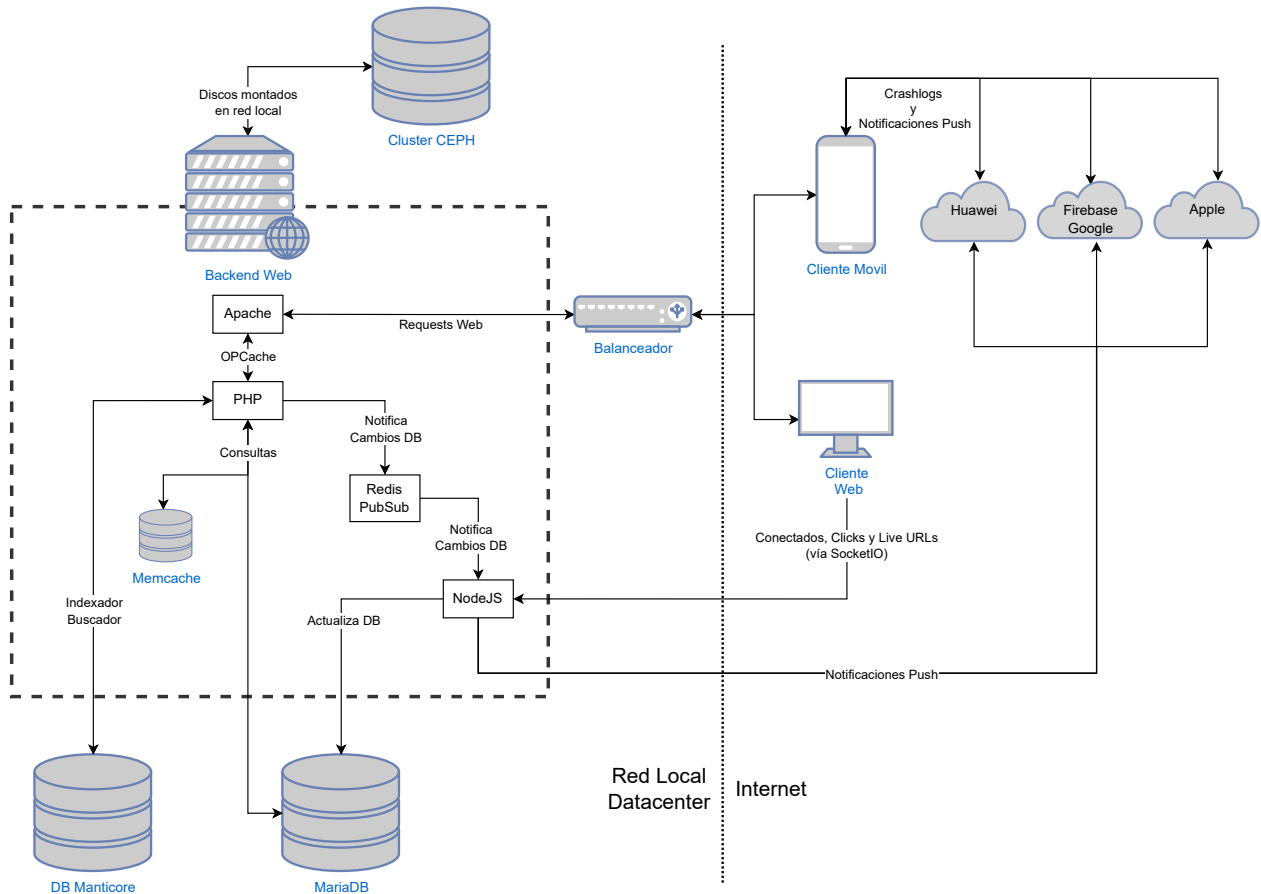 Discos montados
en red local
Cluster CEPH
Crashlogs
y
Notificaciones Push
Huawei
Firebase
Google
Apple
Backend Web
Cliente Movil
Apache
Requests Web
Balanceador
OPCache
PHP
Notifica
Cambios DB
Consultas
Cliente
Web
Redis
PubSub
Memcache
Notifica
Cambios DB
Conectados, Clicks y Live URLs
(vía SocketIO)
NodeJS
Indexador
Buscador
Actualiza DB
Notificaciones Push
Red Local
Datacenter
Internet
DB Manticore
MariaDB